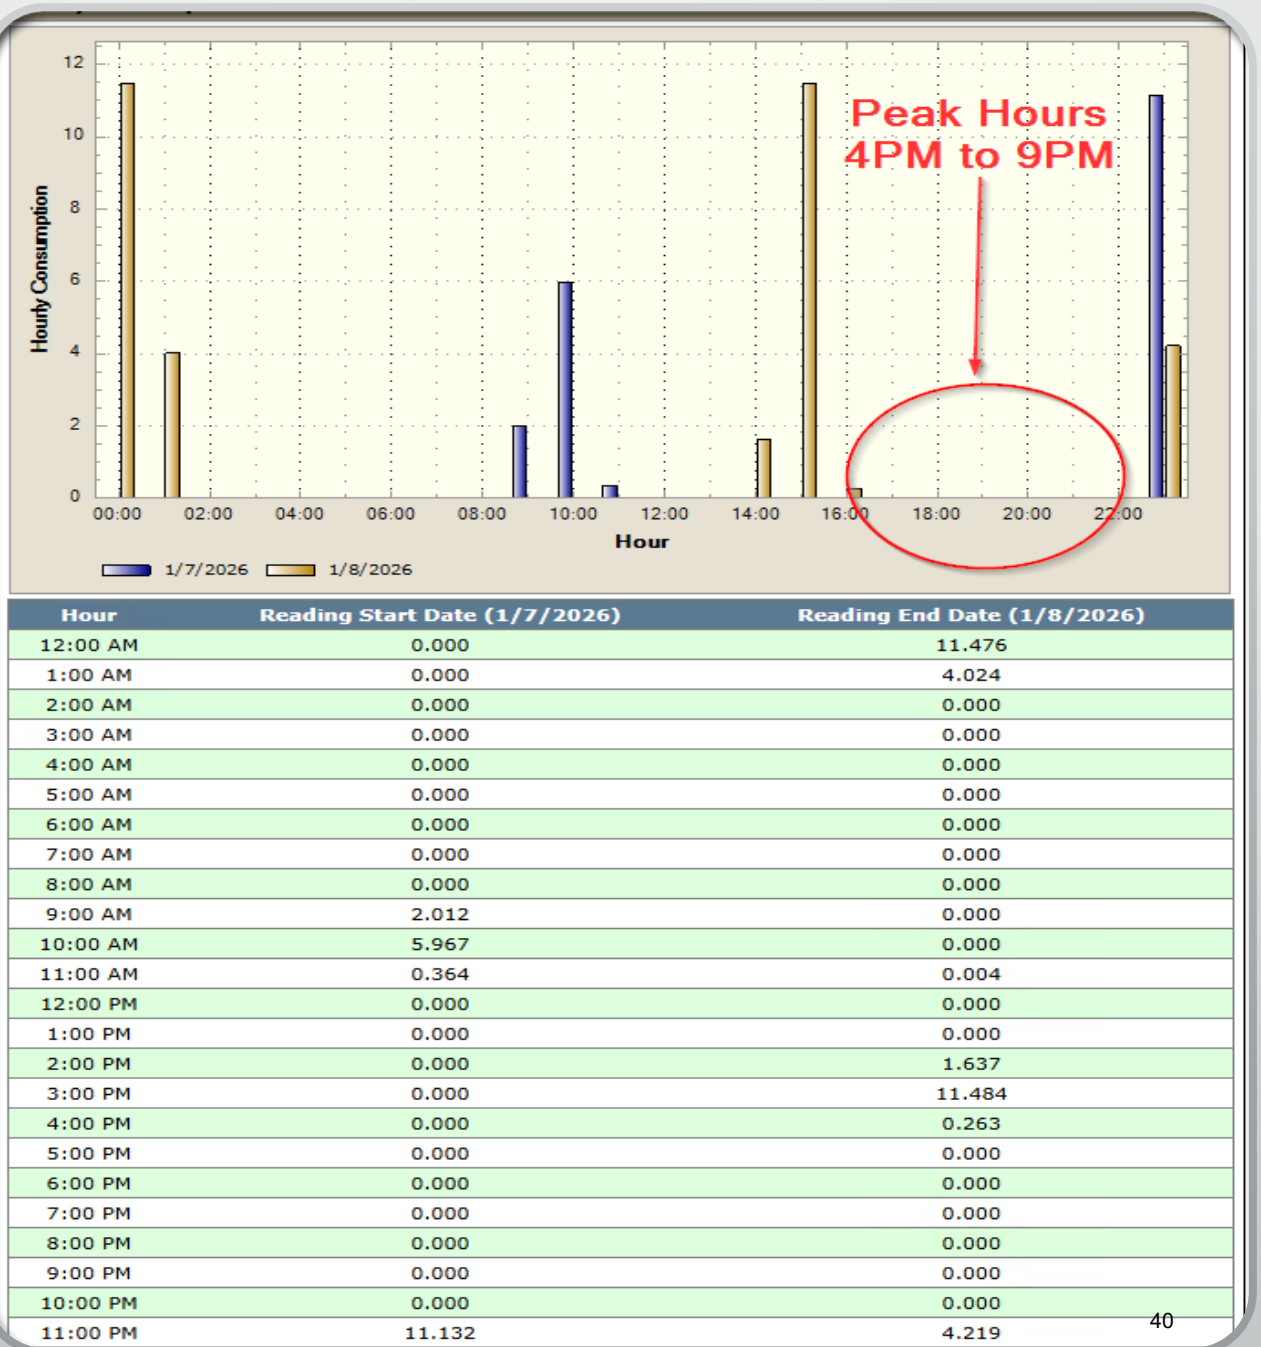 12
10
8
6
4
2
0
Hourly Consumption
Peak Hours
4PM to 9PM
00:00 02:00 04:00 06:00 08:00 10:00 12:00 14:00 16:00 18:00 20:00 22:00
Hour
1/7/2026 1/8/2026
Hour Reading Start Date (1/7/2026) Reading End Date (1/8/2026)
12:00 AM 0.000 11.476
1:00 AM 0.000 4.024
2:00 AM 0.000 0.000
3:00 AM 0.000 0.000
4:00 AM 0.000 0.000
5:00 AM 0.000 0.000
6:00 AM 0.000 0.000
7:00 AM 0.000 0.000
8:00 AM 0.000 0.000
9:00 AM 2.012 0.000
10:00 AM 5.967 0.000
11:00 AM 0.364 0.004
12:00 PM 0.000 0.000
1:00 PM 0.000 0.000
2:00 PM 0.000 1.637
3:00 PM 0.000 11.484
4:00 PM 0.000 0.263
5:00 PM 0.000 0.000
6:00 PM 0.000 0.000
7:00 PM 0.000 0.000
8:00 PM 0.000 0.000
9:00 PM 0.000 0.000
10:00 PM 0.000 0.000
11:00 PM 11.132 4.219
40